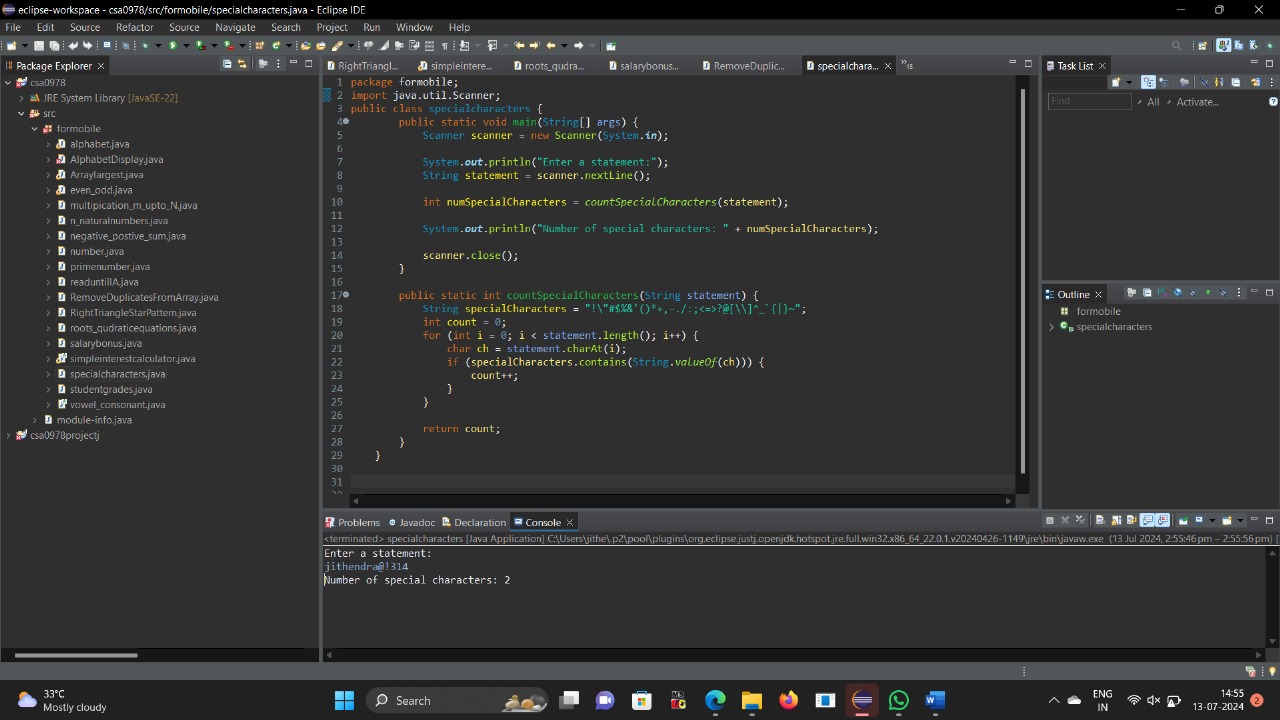 eclipse-workspace - csa0978/src/formobile/specialcharacters.java - Eclipse IDE
File Edit Source Refactor Source Navigate Search Project Run Window Help
Package Explorer
csa0978
JRE System Library [JavaSE-22]
src
formobile
alphabet.java
AlphabetDisplay.java
Arraylargest.java
even_odd.java
multipication_m_upto_N.java
n_naturalnumbers.java
negative_postive_sum.java
number.java
primenumber.java
readuntillA.java
RemoveDuplicatesFromArray.java
RightTriangleStarPattern.java
roots_qudraticequations.java
salarybonus.java
simpleinterestcalculator.java
specialcharacters.java
studentgrades.java
vowel_consonant.java
module-info.java
csa0978projectj
RightTriangl... simpleintere... roots_qudra... salarybonus... RemoveDuplic... specialchara... »15
1 package formobile;
2 import java.util.Scanner;
3 public class specialcharacters {
4 public static void main(String[] args) {
5 Scanner scanner = new Scanner(System.in);
6
7 System.out.println("Enter a statement:");
8 String statement = scanner.nextLine();
9
10 int numSpecialCharacters = countSpecialCharacters(statement);
11
12 System.out.println("Number of special characters: " + numSpecialCharacters);
13
14 scanner.close();
15 }
16
17 public static int countSpecialCharacters(String statement) {
18 String specialCharacters = "!\"#$%&'()*+,-./:;<=>?@[\\]^_`{|}~";
19 int count = 0;
20 for (int i = 0; i < statement.length(); i++) {
21 char ch = statement.charAt(i);
22 if (specialCharacters.contains(String.valueOf(ch))) {
23 count++;
24 }
25 }
26
27 return count;
28 }
29 }
30
31
Task List
Find All Activate...
Outline
formobile
specialcharacters
Problems Javadoc Declaration Console
<terminated> specialcharacters [Java Application] C:\Users\jithe\.p2\pool\plugins\org.eclipse.justj.openjdk.hotspot.jre.full.win32.x86_64_22.0.1.v20240426-1149\jre\bin\javaw.exe (13 Jul 2024, 2:55:46 pm – 2:55:56 pm) [
Enter a statement:
jithendra@!314
Number of special characters: 2
33°C
Mostly cloudy
Search
ENG
IN
14:55
13-07-2024
2